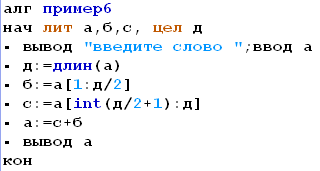 алг пример6
нач лит а,б,с, цел д
• вывод "введите слово ";ввод а
• д:=длин(а)
• б:=а[1:д/2]
• с:=а[int(д/2+1):д]
• а:=с+б
• вывод а
кон